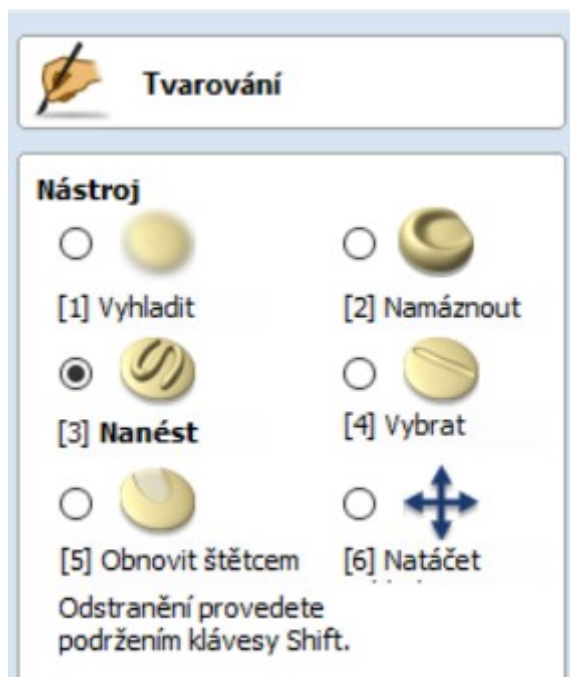 Tvarování
Nástroj
[1] Vyhladit
[2] Namáznout
[3] Nanést
[4] Vybrat
[5] Obnovit štětcem
[6] Natáčet
Odstranění provedete
podržením klávesy Shift.